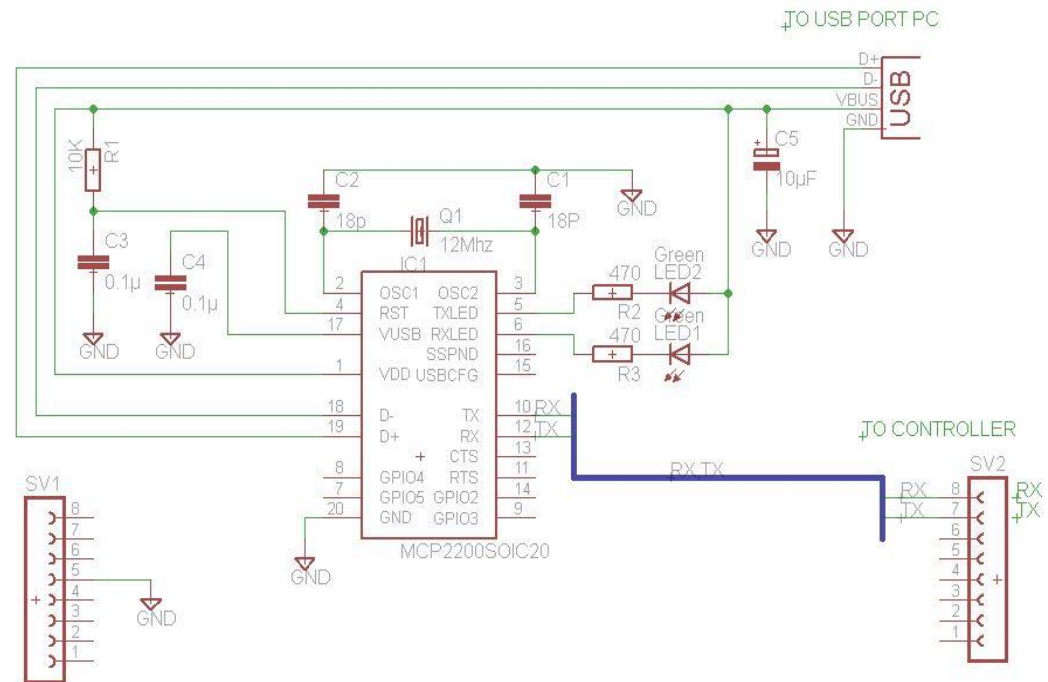 TO USB PORT PC
D+
D-
VBUS
GND
USB
10K
R1
C5
10µF
GND
GND
C2
18p
C1
18P
GND
Q1
12Mhz
C3
0.1µ
GND
C4
0.1µ
GND
IC1
2 OSC1 OSC2 3
4 RST TXLED 5
17 VUSB RXLED 6
SSPND 16
1 VDD USBCFG 15
18 D- TX 10 RX
19 D+ RX 12 TX
CTS 13
8 GPIO4 RTS 11
7 GPIO5 GPIO2 14
20 GND GPIO3 9
MCP2200SOIC20
GND
470
R2
Green
LED2
470
R3
Green
LED1
RX,TX
TO CONTROLLER
SV2
RX 8 RX
TX 7 TX
6
5
4
3
2
1
SV1
8
7
6
5
4
3
2
1
GND